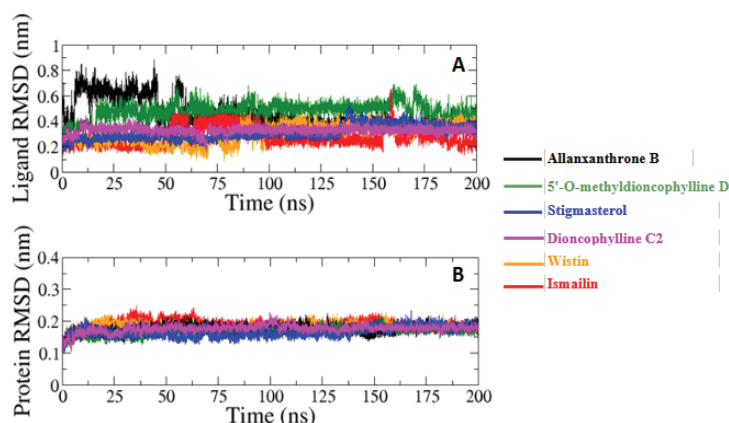 A
Ligand RMSD (nm)
1
0.8
0.6
0.4
0.2
0
0 25 50 75 100 125 150 175 200
Time (ns)
B
Protein RMSD (nm)
0.4
0.3
0.2
0.1
0
0 25 50 75 100 125 150 175 200
Time (ns)
Allanxanthrone B
5'-O-methyldioncophylline D
Stigmasterol
Dioncophylline C2
Wistin
Ismailin